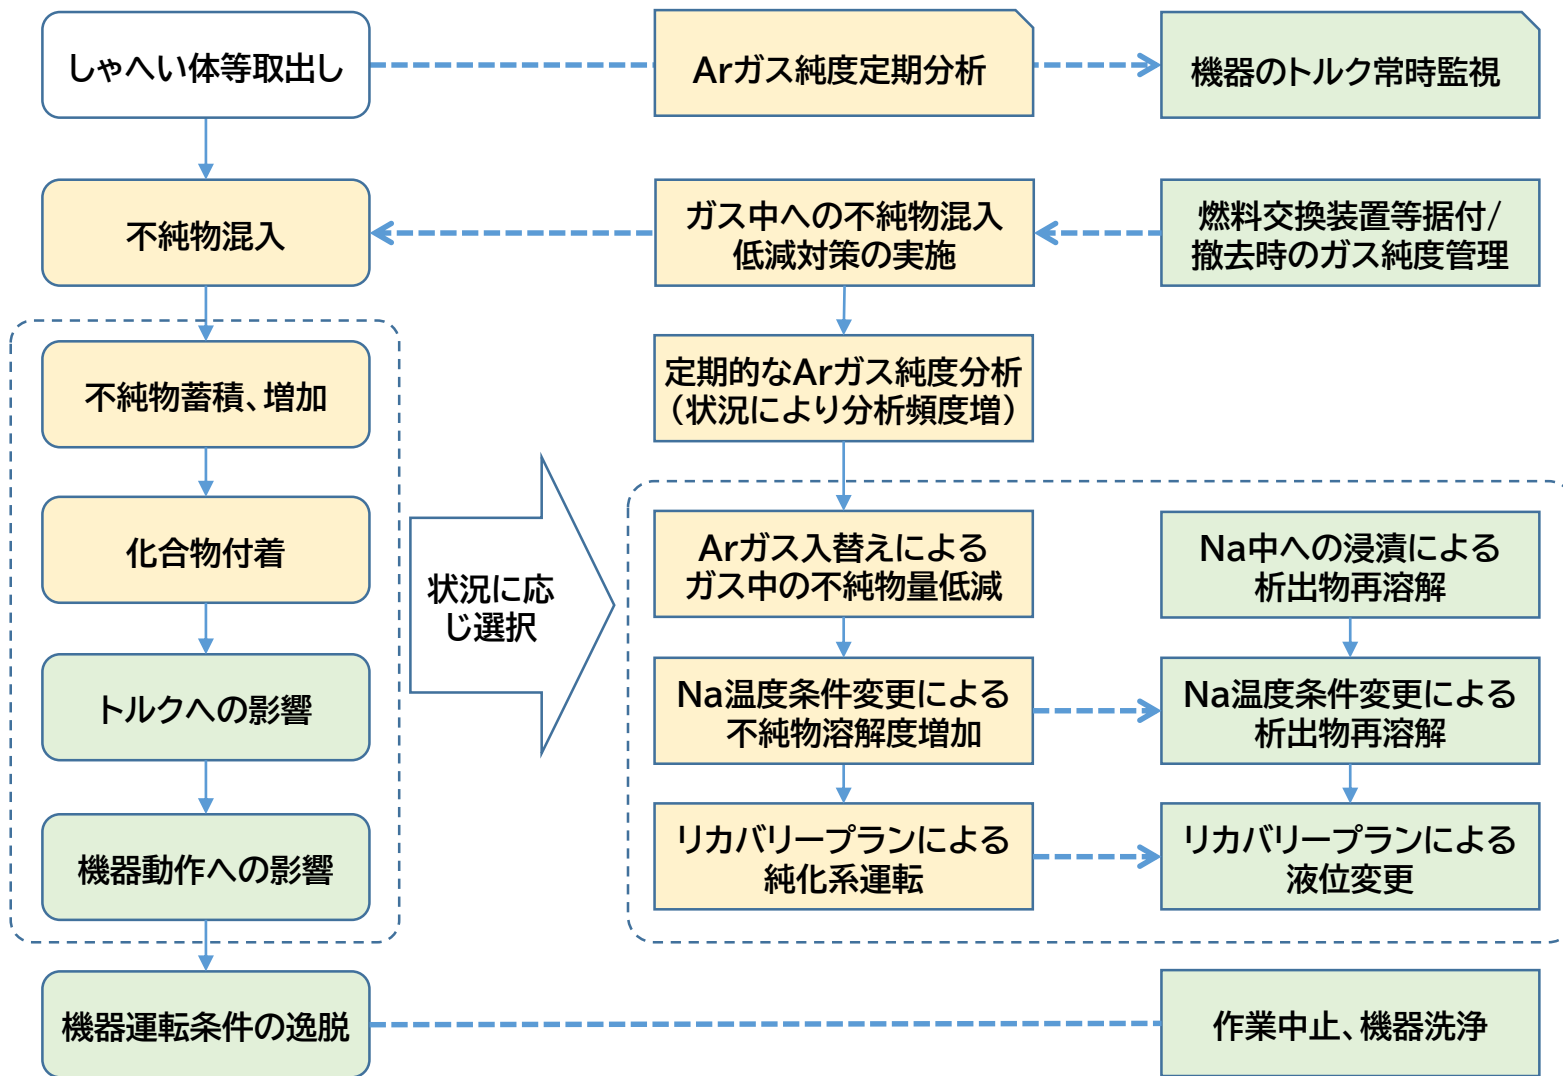 しゃへい体等取出し
Arガス純度定期分析
機器のトルク常時監視
不純物混入
ガス中への不純物混入
低減対策の実施
燃料交換装置等据付/
撤去時のガス純度管理
不純物蓄積、増加
定期的なArガス純度分析
（状況により分析頻度増）
化合物付着
状況に応
じ選択
Arガス入替えによる
ガス中の不純物量低減
Na中への浸漬による
析出物再溶解
トルクへの影響
Na温度条件変更による
不純物溶解度増加
Na温度条件変更による
析出物再溶解
機器動作への影響
リカバリープランによる
純化系運転
リカバリープランによる
液位変更
機器運転条件の逸脱
作業中止、機器洗浄